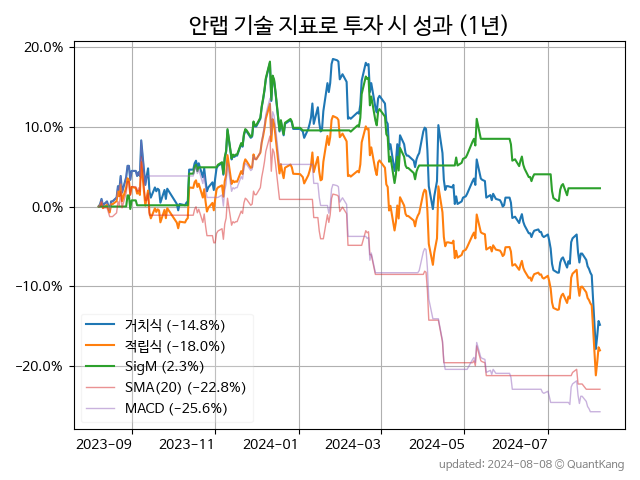 안랩 기술 지표로 투자 시 성과 (1년)
20.0%
10.0%
0.0%
−10.0%
−20.0%
거치식 (−14.8%)
적립식 (−18.0%)
SigM (2.3%)
SMA(20) (−22.8%)
MACD (−25.6%)
2023-09 2023-11 2024-01 2024-03 2024-05 2024-07
updated: 2024-08-08 © QuantKang